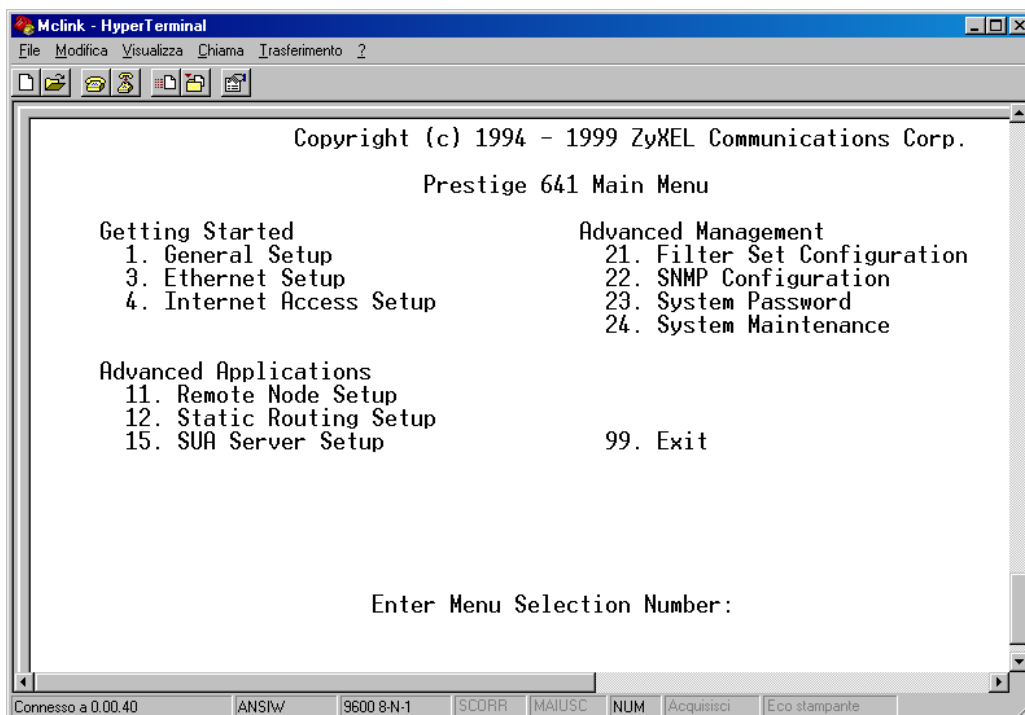 Mclink - HyperTerminal
File Modifica Visualizza Chiama Trasferimento ?
Copyright (c) 1994 - 1999 ZyXEL Communications Corp.
Prestige 641 Main Menu
Getting Started
1. General Setup
3. Ethernet Setup
4. Internet Access Setup
Advanced Management
21. Filter Set Configuration
22. SNMP Configuration
23. System Password
24. System Maintenance
Advanced Applications
11. Remote Node Setup
12. Static Routing Setup
15. SUA Server Setup
99. Exit
Enter Menu Selection Number:
Connesso a 0.00.40 ANSIW 9600 8-N-1 SCORR MAIUSC NUM Acquisisci Eco stampante